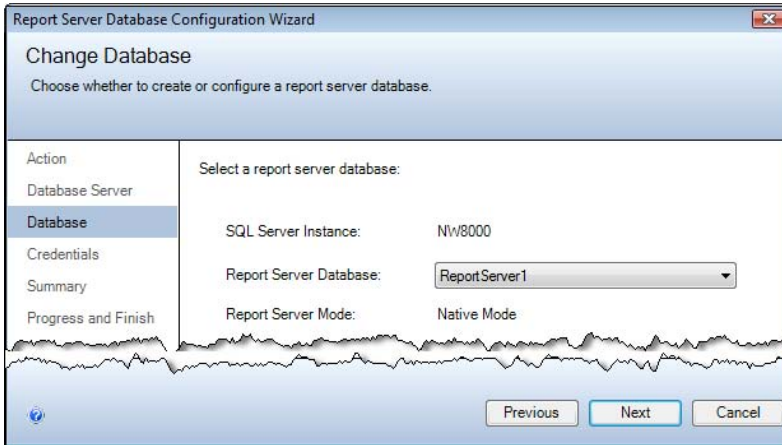 Report Server Database Configuration Wizard
Change Database
Choose whether to create or configure a report server database.
Action
Database Server
Database
Credentials
Summary
Progress and Finish
Select a report server database:
SQL Server Instance: NW8000
Report Server Database: ReportServer1
Report Server Mode: Native Mode
Previous Next Cancel